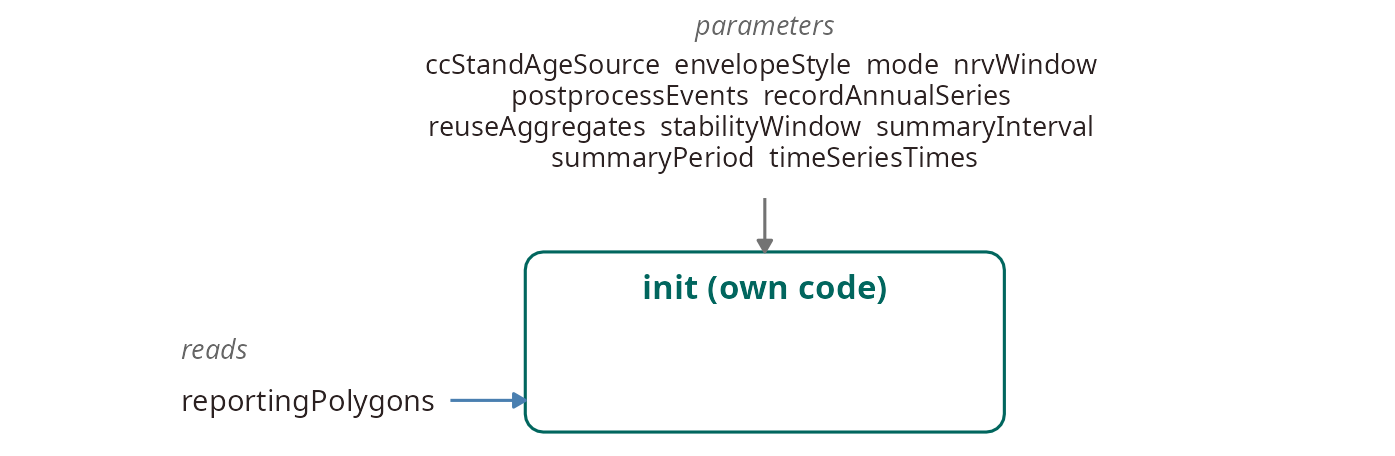 parameters
ccStandAgeSource envelopeStyle mode nrvWindow
postprocessEvents recordAnnualSeries
reuseAggregates stabilityWindow summaryInterval
summaryPeriod timeSeriesTimes
init (own code)
reads
reportingPolygons